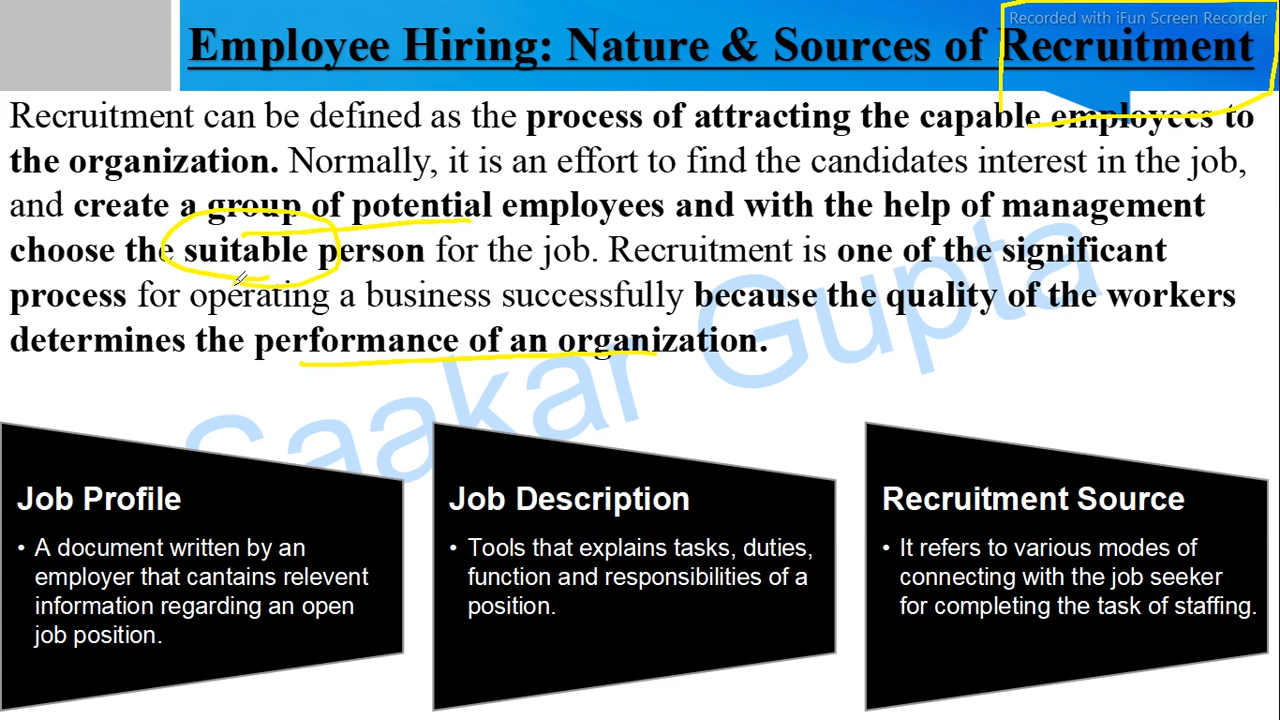 Recorded with iFun Screen Recorder
Employee Hiring: Nature & Sources of Recruitment
Recruitment can be defined as the process of attracting the capable employees to
the organization. Normally, it is an effort to find the candidates interest in the job,
and create a group of potential employees and with the help of management
choose the suitable person for the job. Recruitment is one of the significant
process for operating a business successfully because the quality of the workers
determines the performance of an organization.
Saakar Gupta
Job Profile
• A document written by an
employer that cantains relevent
information regarding an open
job position.
Job Description
• Tools that explains tasks, duties,
function and responsibilities of a
position.
Recruitment Source
• It refers to various modes of
connecting with the job seeker
for completing the task of staffing.